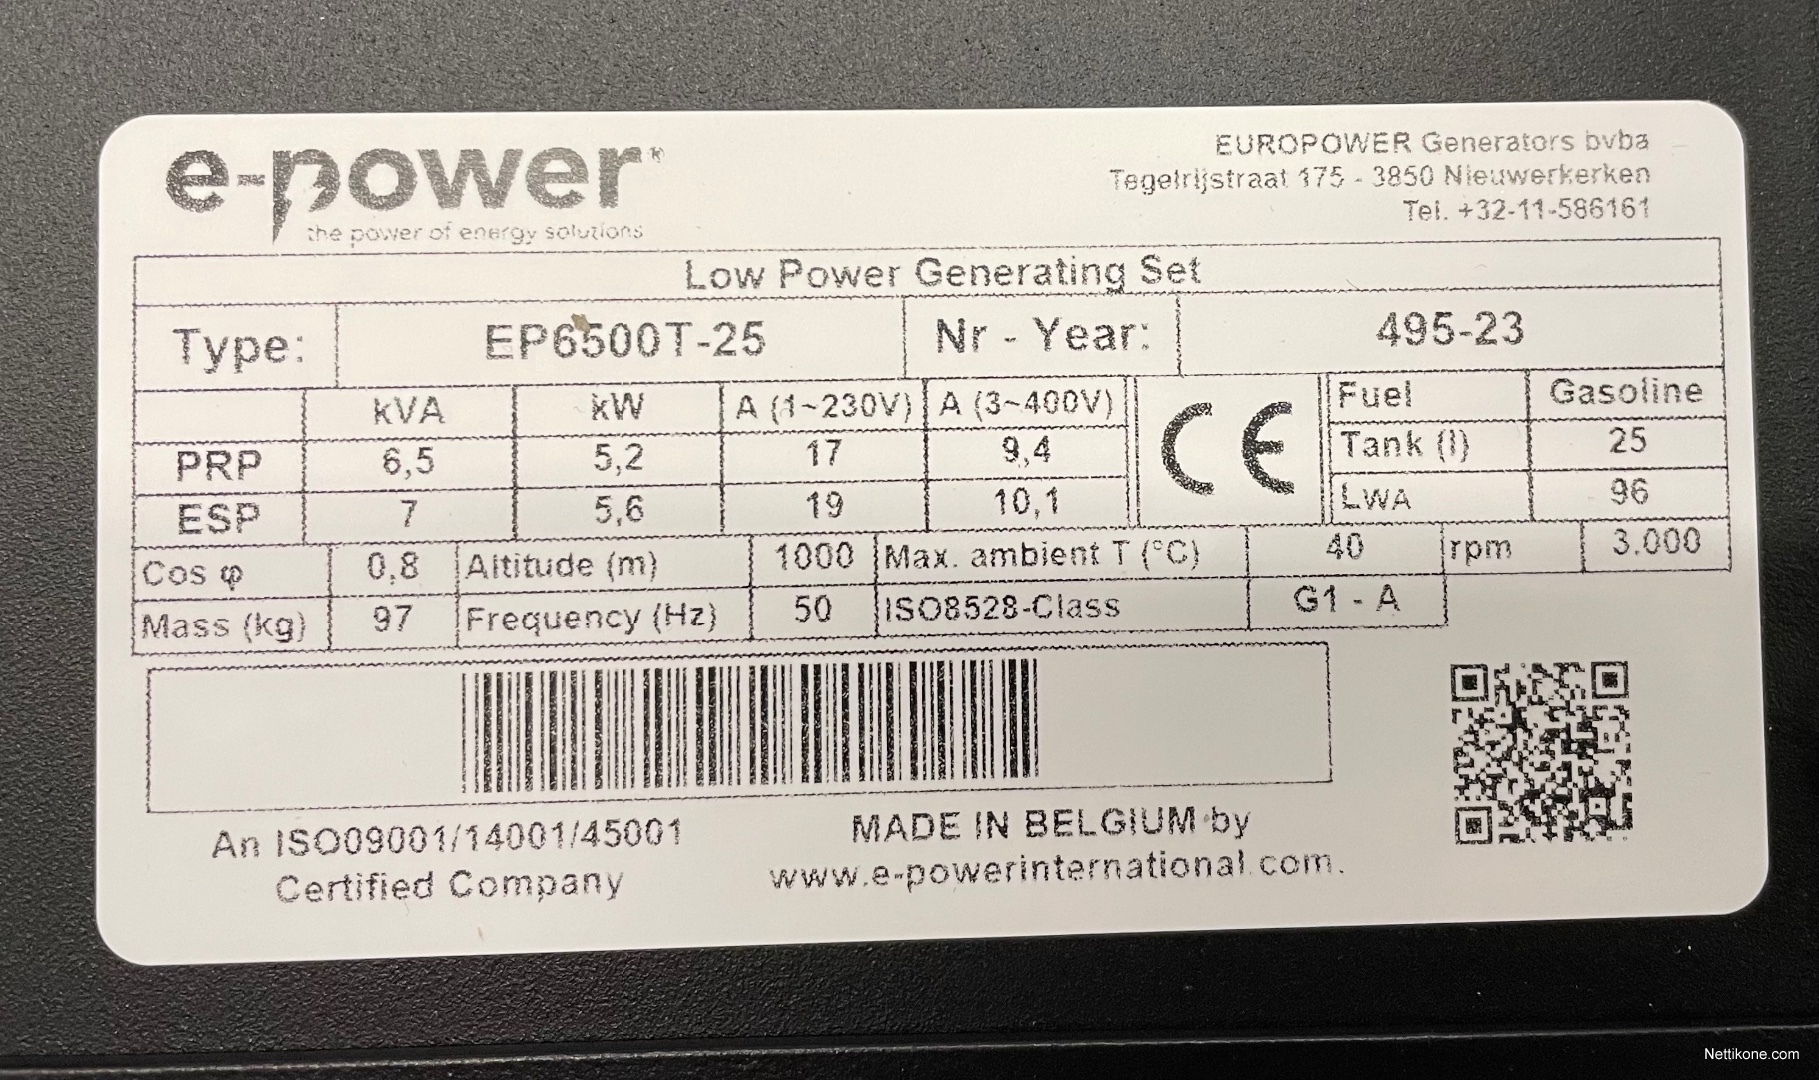 e-power®
the power of energy solutions
EUROPOWER Generators bvba
Tegelrijstraat 175 - 3850 Nieuwerkerken
Tel. +32-11-586161
Low Power Generating Set
Type: EP6500T-25 Nr - Year: 495-23
kVA kW A (1~230V) A (3~400V) CE Fuel Gasoline
PRP 6,5 5,2 17 9,4 Tank (l) 25
ESP 7 5,6 19 10,1 LWA 96
Cos φ 0,8 Altitude (m) 1000 Max. ambient T (°C) 40 rpm 3.000
Mass (kg) 97 Frequency (Hz) 50 ISO8528-Class G1 - A
An ISO09001/14001/45001
Certified Company
MADE IN BELGIUM by
www.e-powerinternational.com.
Nettikone.com